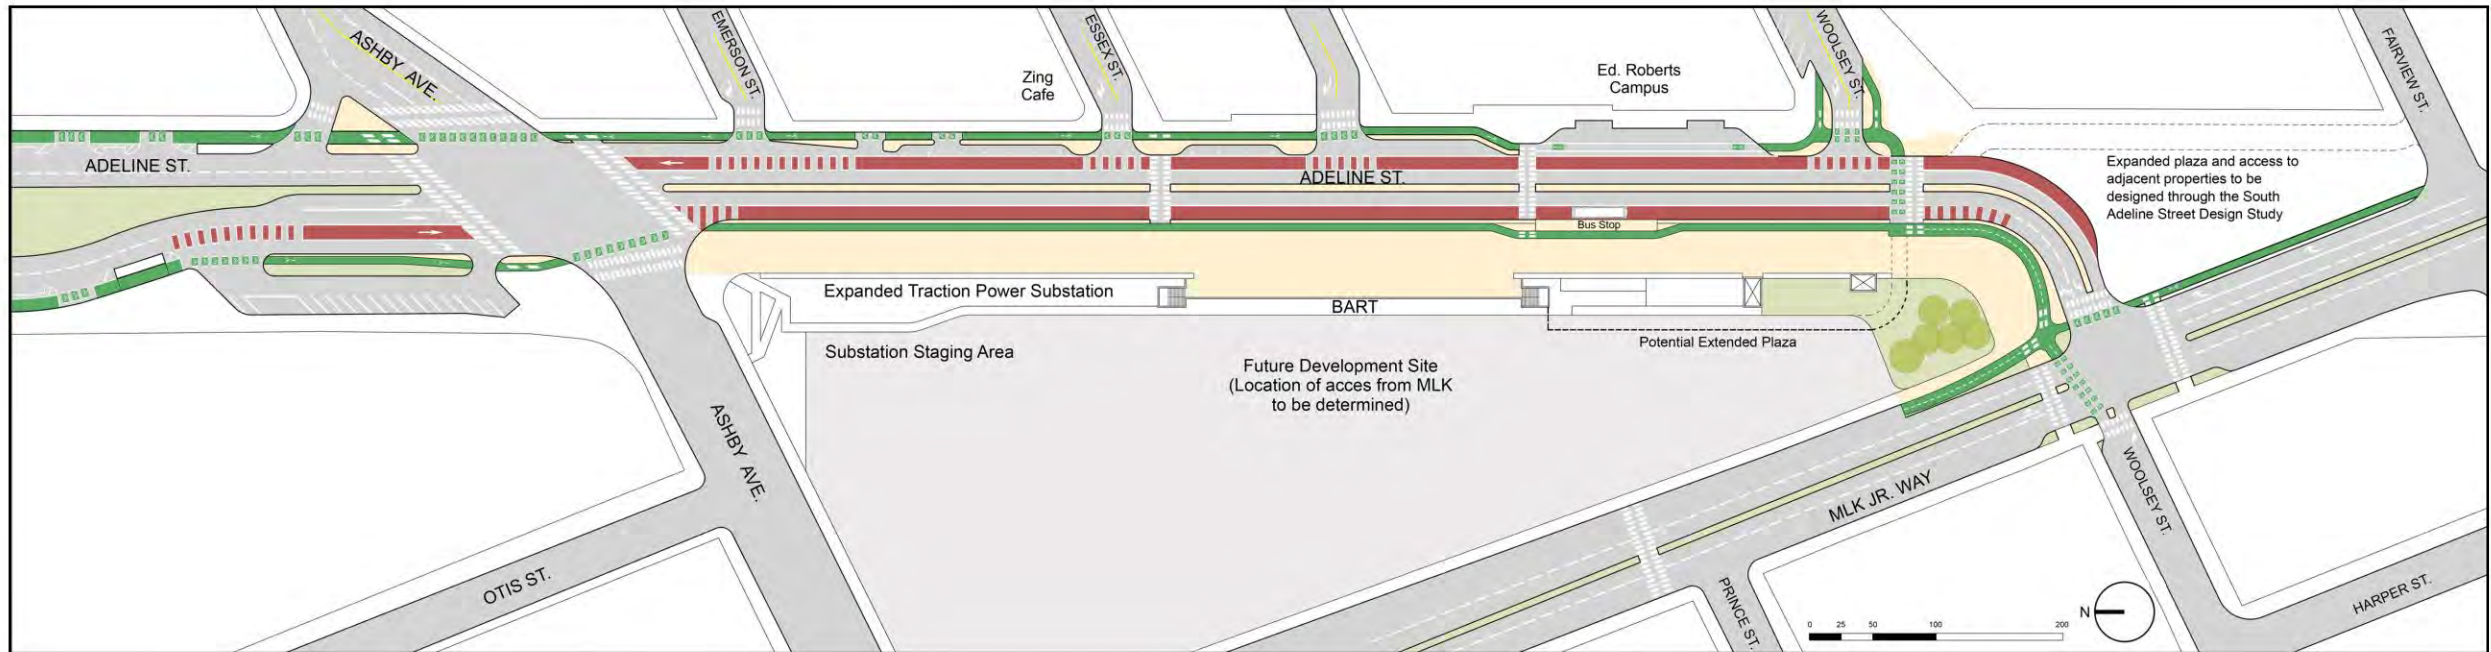 ASHBY AVE.
EMERSON ST.
ESSEX ST.
WOOLSEY ST.
FAIRVIEW ST.
Zing
Cafe
Ed. Roberts
Campus
ADELINE ST.
ADELINE ST.
Expanded plaza and access to
adjacent properties to be
designed through the South
Adeline Street Design Study
Bus Stop
Expanded Traction Power Substation
BART
Substation Staging Area
Potential Extended Plaza
Future Development Site
(Location of acces from MLK
to be determined)
ASHBY AVE.
MLK JR. WAY
WOOLSEY ST.
OTIS ST.
PRINCE ST.
HARPER ST.
N
0 25 50 100 200